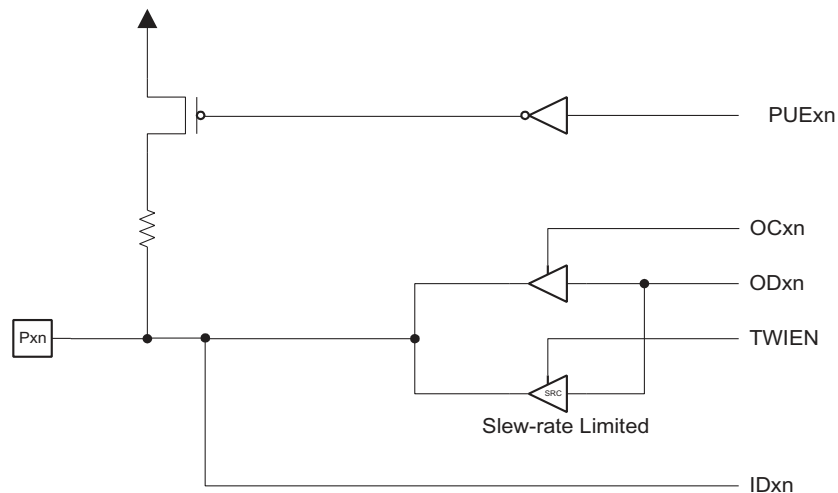 PUExn
OCxn
ODxn
Pxn
TWIEN
SRC
Slew-rate Limited
IDxn